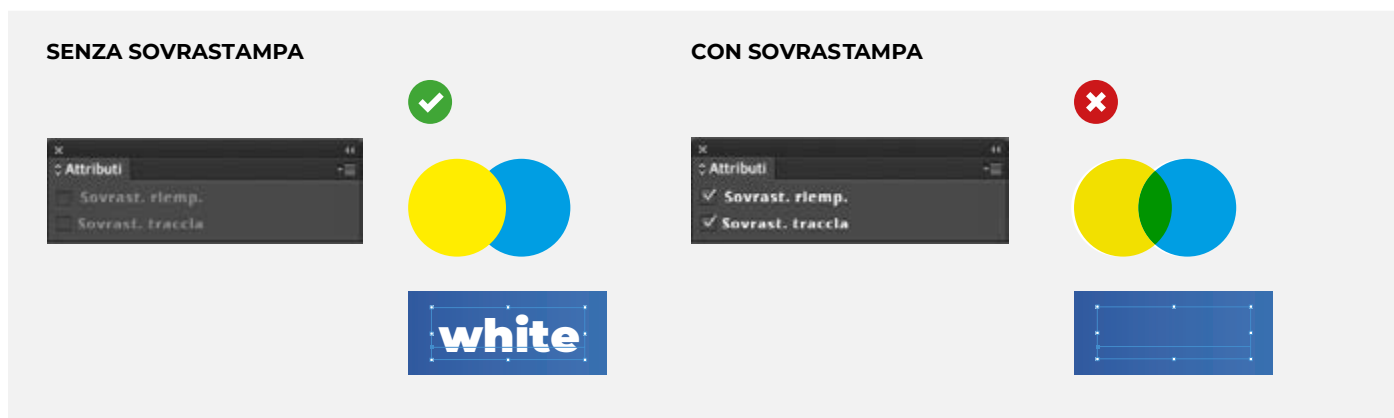 SENZA SOVRASTAMPA
Attributi
Sovrast. riemp.
Sovrast. traccia
white
CON SOVRASTAMPA
Attributi
Sovrast. riemp.
Sovrast. traccia